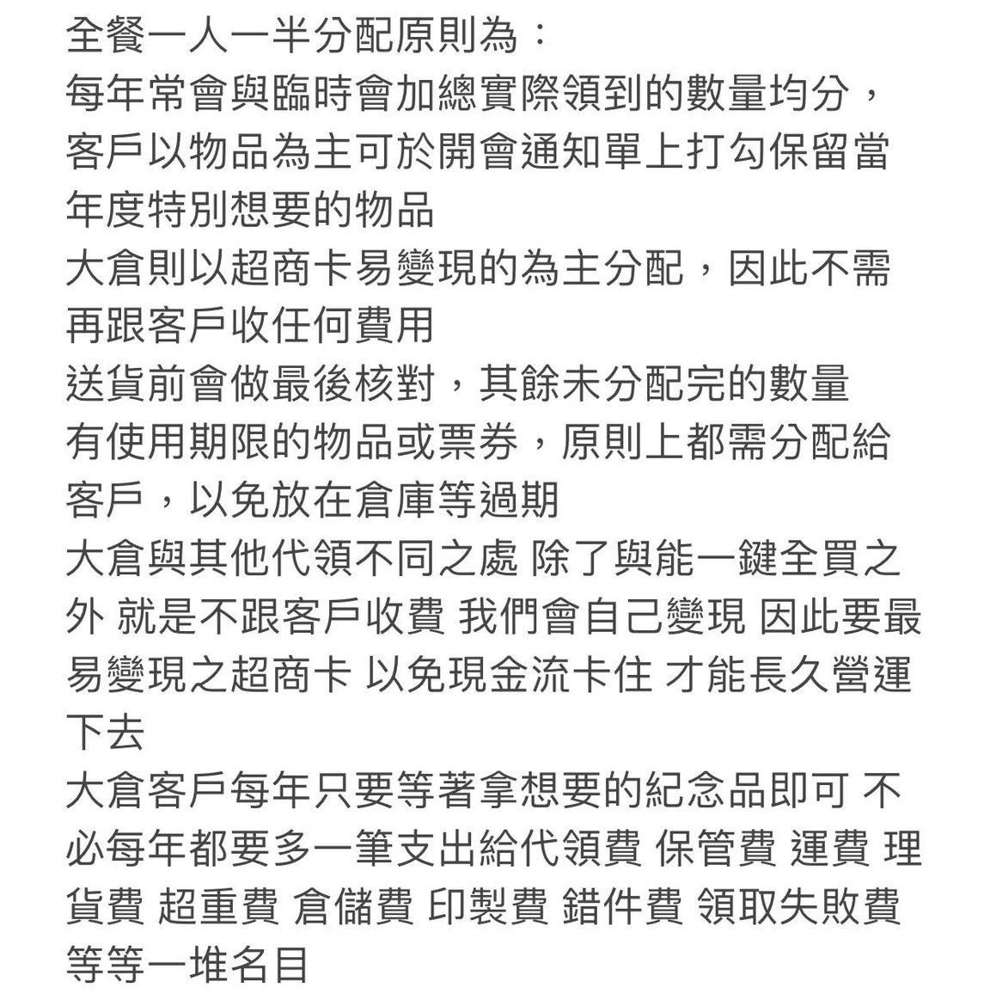 全餐一人一半分配原則為：
每年常會與臨時會加總實際領到的數量均分，
客戶以物品為主可於開會通知單上打勾保留當
年度特別想要的物品
大倉則以超商卡易變現的為主分配，因此不需
再跟客戶收任何費用
送貨前會做最後核對，其餘未分配完的數量
有使用期限的物品或票券，原則上都需分配給
客戶，以免放在倉庫等過期
大倉與其他代領不同之處 除了與能一鍵全買之
外 就是不跟客戶收費 我們會自己變現 因此要最
易變現之超商卡 以免現金流卡住 才能長久營運
下去
大倉客戶每年只要等著拿想要的紀念品即可 不
必每年都要多一筆支出給代領費 保管費 運費 理
貨費 超重費 倉儲費 印製費 錯件費 領取失敗費
等等一堆名目